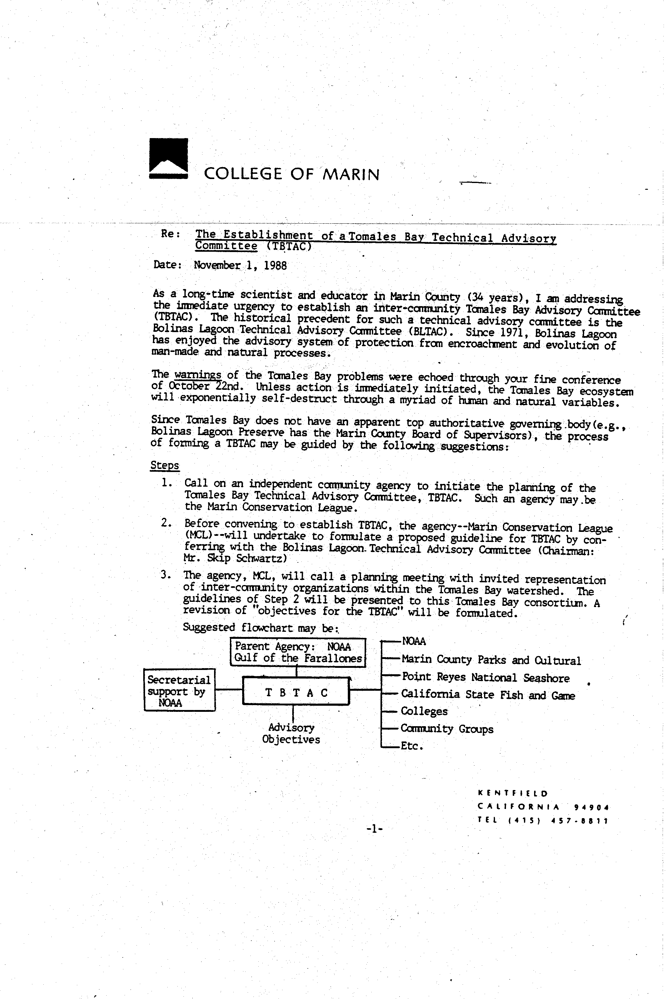 COLLEGE OF MARIN
Re: The Establishment of a Tomales Bay Technical Advisory
Committee (TBTAC)
Date: November 1, 1988
As a long-time scientist and educator in Marin County (34 years), I am addressing
the immediate urgency to establish an inter-community Tomales Bay Advisory Committee
(TBTAC). The historical precedent for such a technical advisory committee is the
Bolinas Lagoon Technical Advisory Committee (BLTAC). Since 1971, Bolinas Lagoon
has enjoyed the advisory system of protection from encroachment and evolution of
man-made and natural processes.
The warnings of the Tomales Bay problems were echoed through your fine conference
of October 22nd. Unless action is immediately initiated, the Tomales Bay ecosystem
will exponentially self-destruct through a myriad of human and natural variables.
Since Tomales Bay does not have an apparent top authoritative governing body (e.g.,
Bolinas Lagoon Preserve has the Marin County Board of Supervisors), the process
of forming a TBTAC may be guided by the following suggestions:
Steps
1. Call on an independent community agency to initiate the planning of the
Tomales Bay Technical Advisory Committee, TBTAC. Such an agency may be
the Marin Conservation League.
2. Before convening to establish TBTAC, the agency--Marin Conservation League
(MCL)--will undertake to formulate a proposed guideline for TBTAC by con-
ferring with the Bolinas Lagoon Technical Advisory Committee (Chairman:
Mr. Skip Schwartz)
3. The agency, MCL, will call a planning meeting with invited representation
of inter-community organizations within the Tomales Bay watershed. The
guidelines of Step 2 will be presented to this Tomales Bay consortium. A
revision of "objectives for the TBTAC" will be formulated.
Suggested flowchart may be:
Parent Agency: NOAA
Gulf of the Farallones
Secretarial
support by
NOAA
T B T A C
Advisory
Objectives
NOAA
Marin County Parks and Cultural
Point Reyes National Seashore
California State Fish and Game
Colleges
Community Groups
Etc.
KENTFIELD
CALIFORNIA 94904
TEL (415) 457-8811
-1-